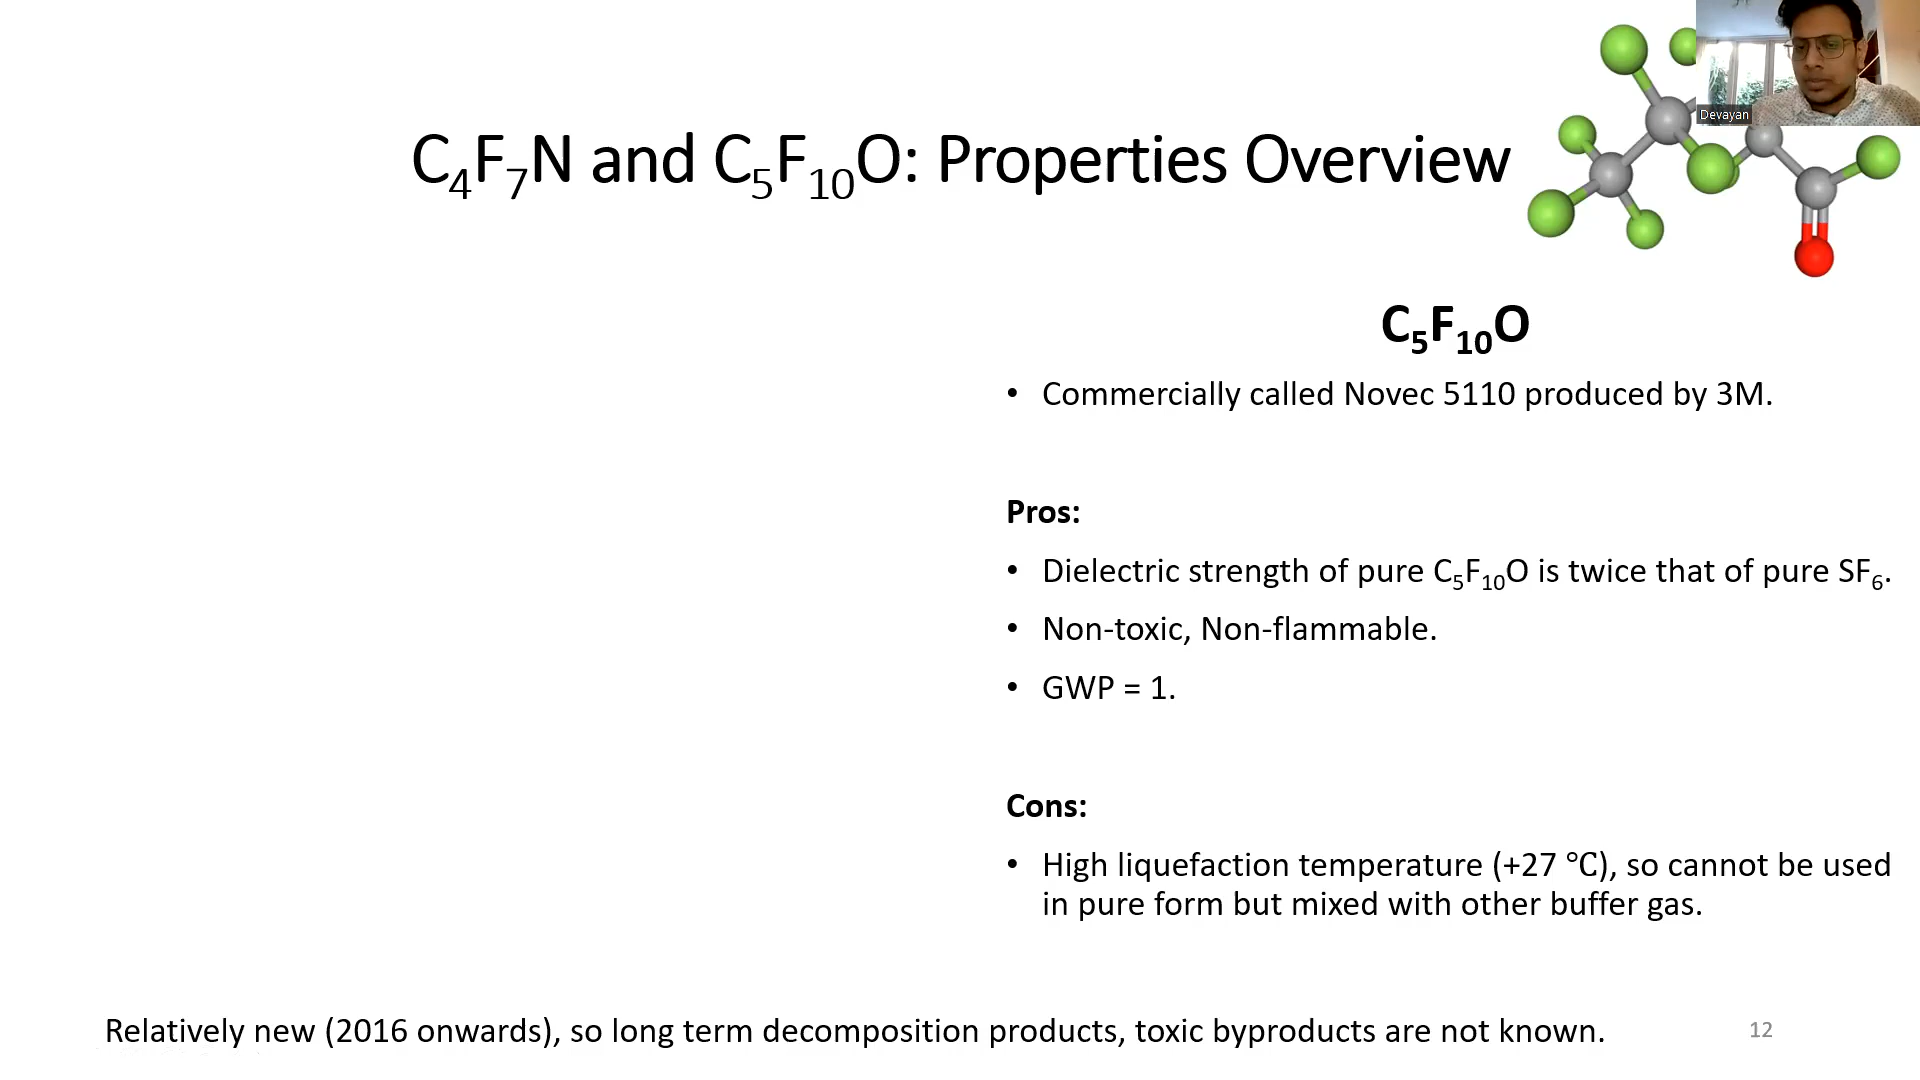 Devayan
C₄F₇N and C₅F₁₀O: Properties Overview
C₅F₁₀O
• Commercially called Novec 5110 produced by 3M.
Pros:
• Dielectric strength of pure C₅F₁₀O is twice that of pure SF₆.
• Non-toxic, Non-flammable.
• GWP = 1.
Cons:
• High liquefaction temperature (+27 ℃), so cannot be used
in pure form but mixed with other buffer gas.
Relatively new (2016 onwards), so long term decomposition products, toxic byproducts are not known.
12